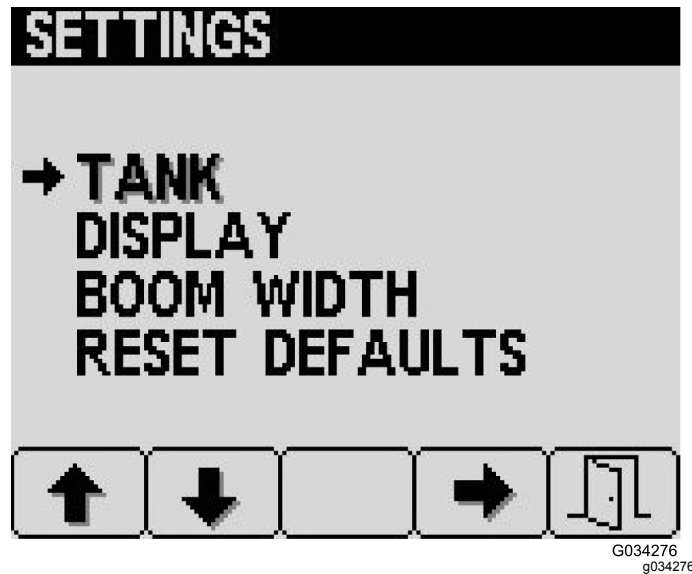 SETTINGS
TANK
DISPLAY
BOOM WIDTH
RESET DEFAULTS
G034276
g034276